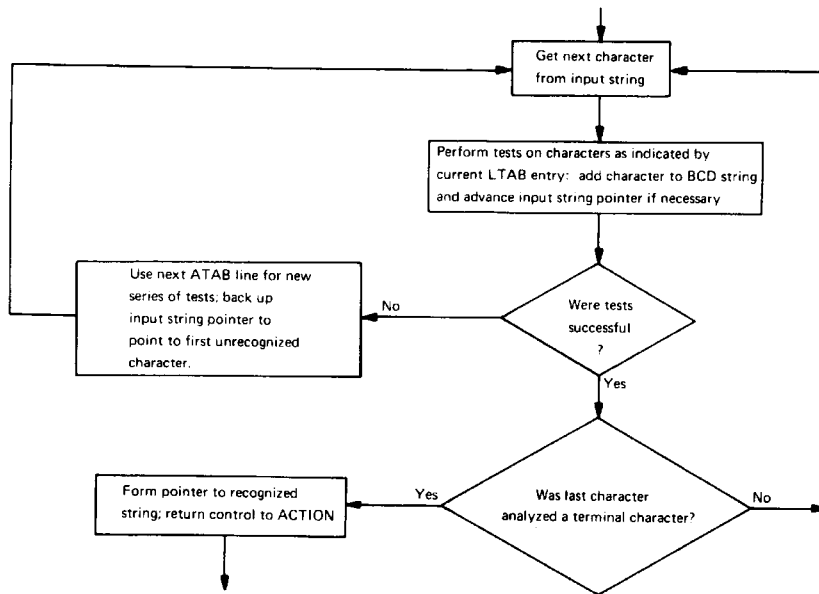 Get next character
from input string
Perform tests on characters as indicated by
current LTAB entry: add character to BCD string
and advance input string pointer if necessary
Use next ATAB line for new
series of tests; back up
input string pointer to
point to first unrecognized
character.
No
Were tests
successful
?
Yes
Form pointer to recognized
string; return control to ACTION
Yes
Was last character
analyzed a terminal character?
No